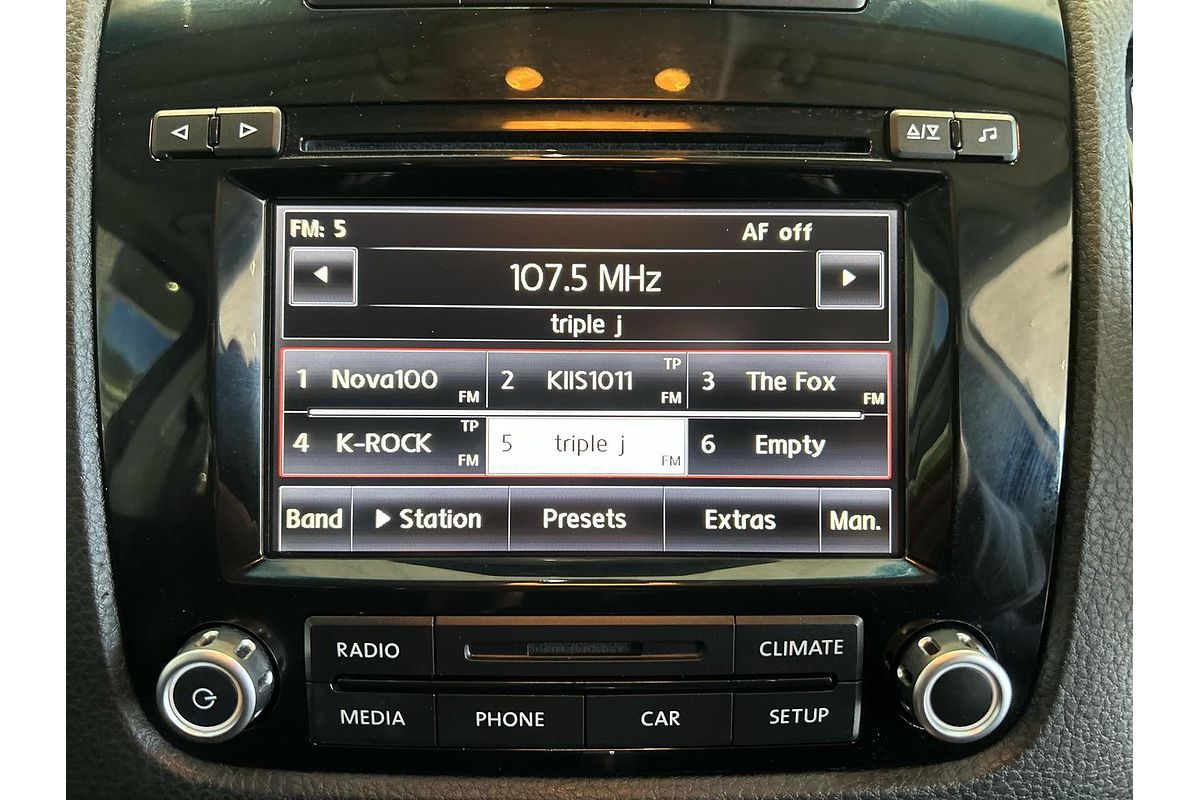 FM: 5 AF off
107.5 MHz
triple j
1 Nova100 FM 2 KIIS1011 TP FM 3 The Fox FM
4 K-ROCK TP FM 5 triple j FM 6 Empty
Band Station Presets Extras Man.
RADIO CLIMATE
MEDIA PHONE CAR SETUP